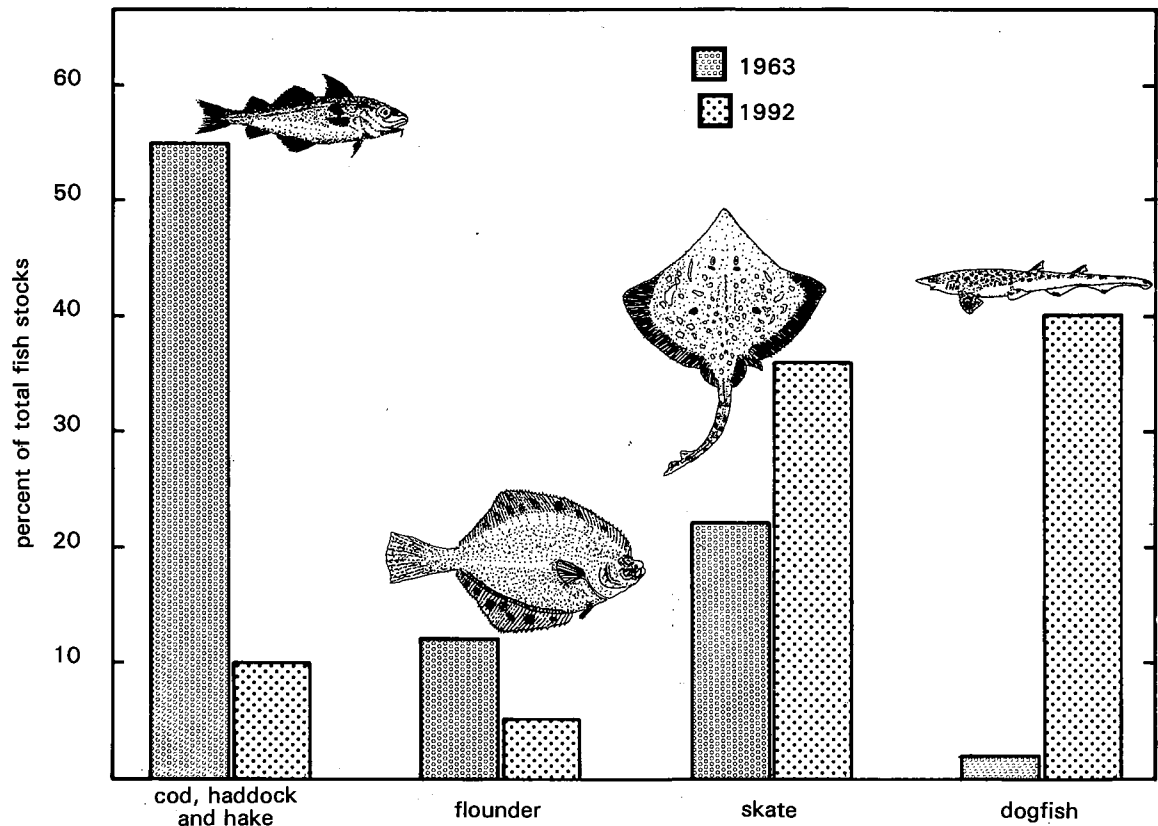 percent of total fish stocks
60
50
40
30
20
10
1963
1992
cod, haddock
and hake
flounder
skate
dogfish